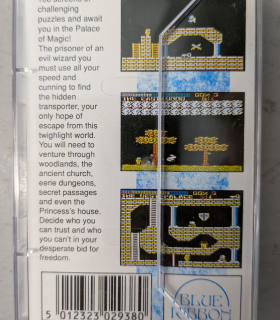 challenging
puzzles and await
you in the Palace
of Magic!
The prisoner of an
evil wizard you
must use all your
speed and
cunning to find
the hidden
transporter, your
only hope of
escape from this
twighlight world.
You will need to
venture through
woodlands, the
ancient church,
eerie dungeons,
secret passages
and even the
Princess's house.
Decide who you
can trust and who
you can't in your
desperate bid for
freedom.
5 012323 029380
BLUE
RIBBON